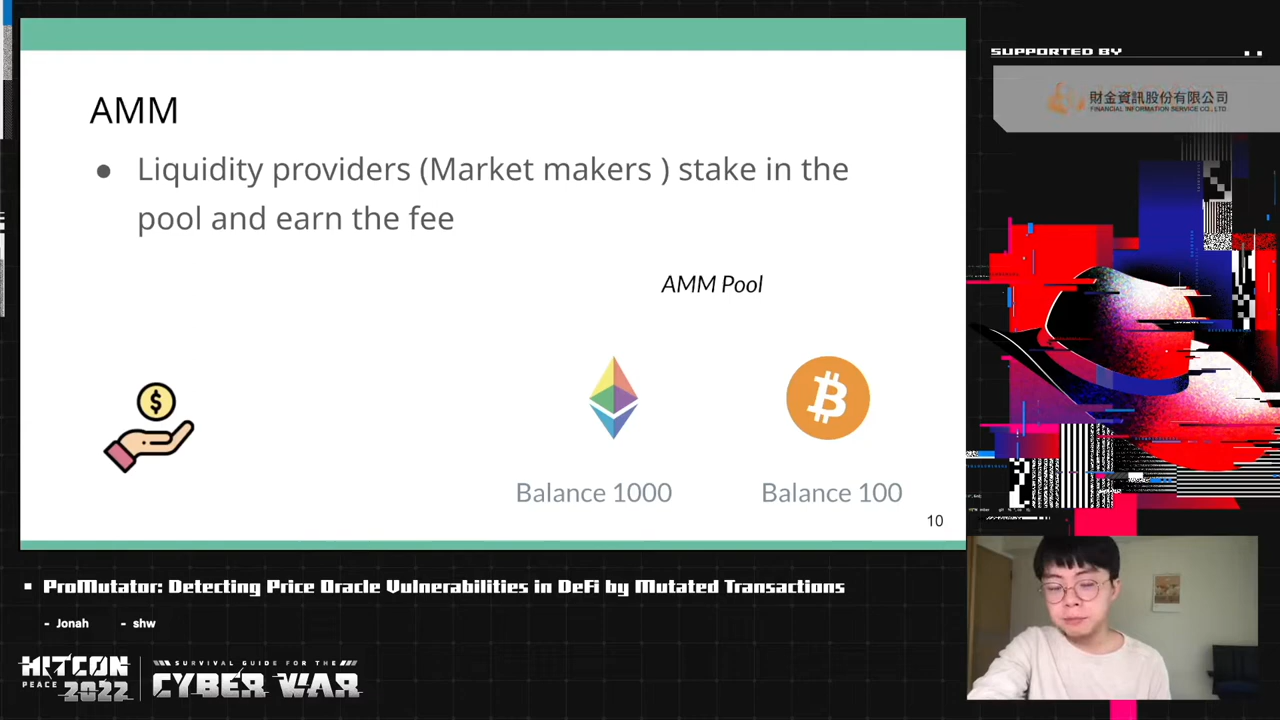 AMM
● Liquidity providers (Market makers ) stake in the
pool and earn the fee
AMM Pool
Balance 1000
Balance 100
10
SUPPORTED BY
財金資訊股份有限公司
FINANCIAL INFORMATION SERVICE CO., LTD
ProMutator: Detecting Price Oracle Vulnerabilities in DeFi by Mutated Transactions
- Jonah - shw
HITCON
PEACE 2022
SURVIVAL GUIDE FOR THE
CYBER WAR